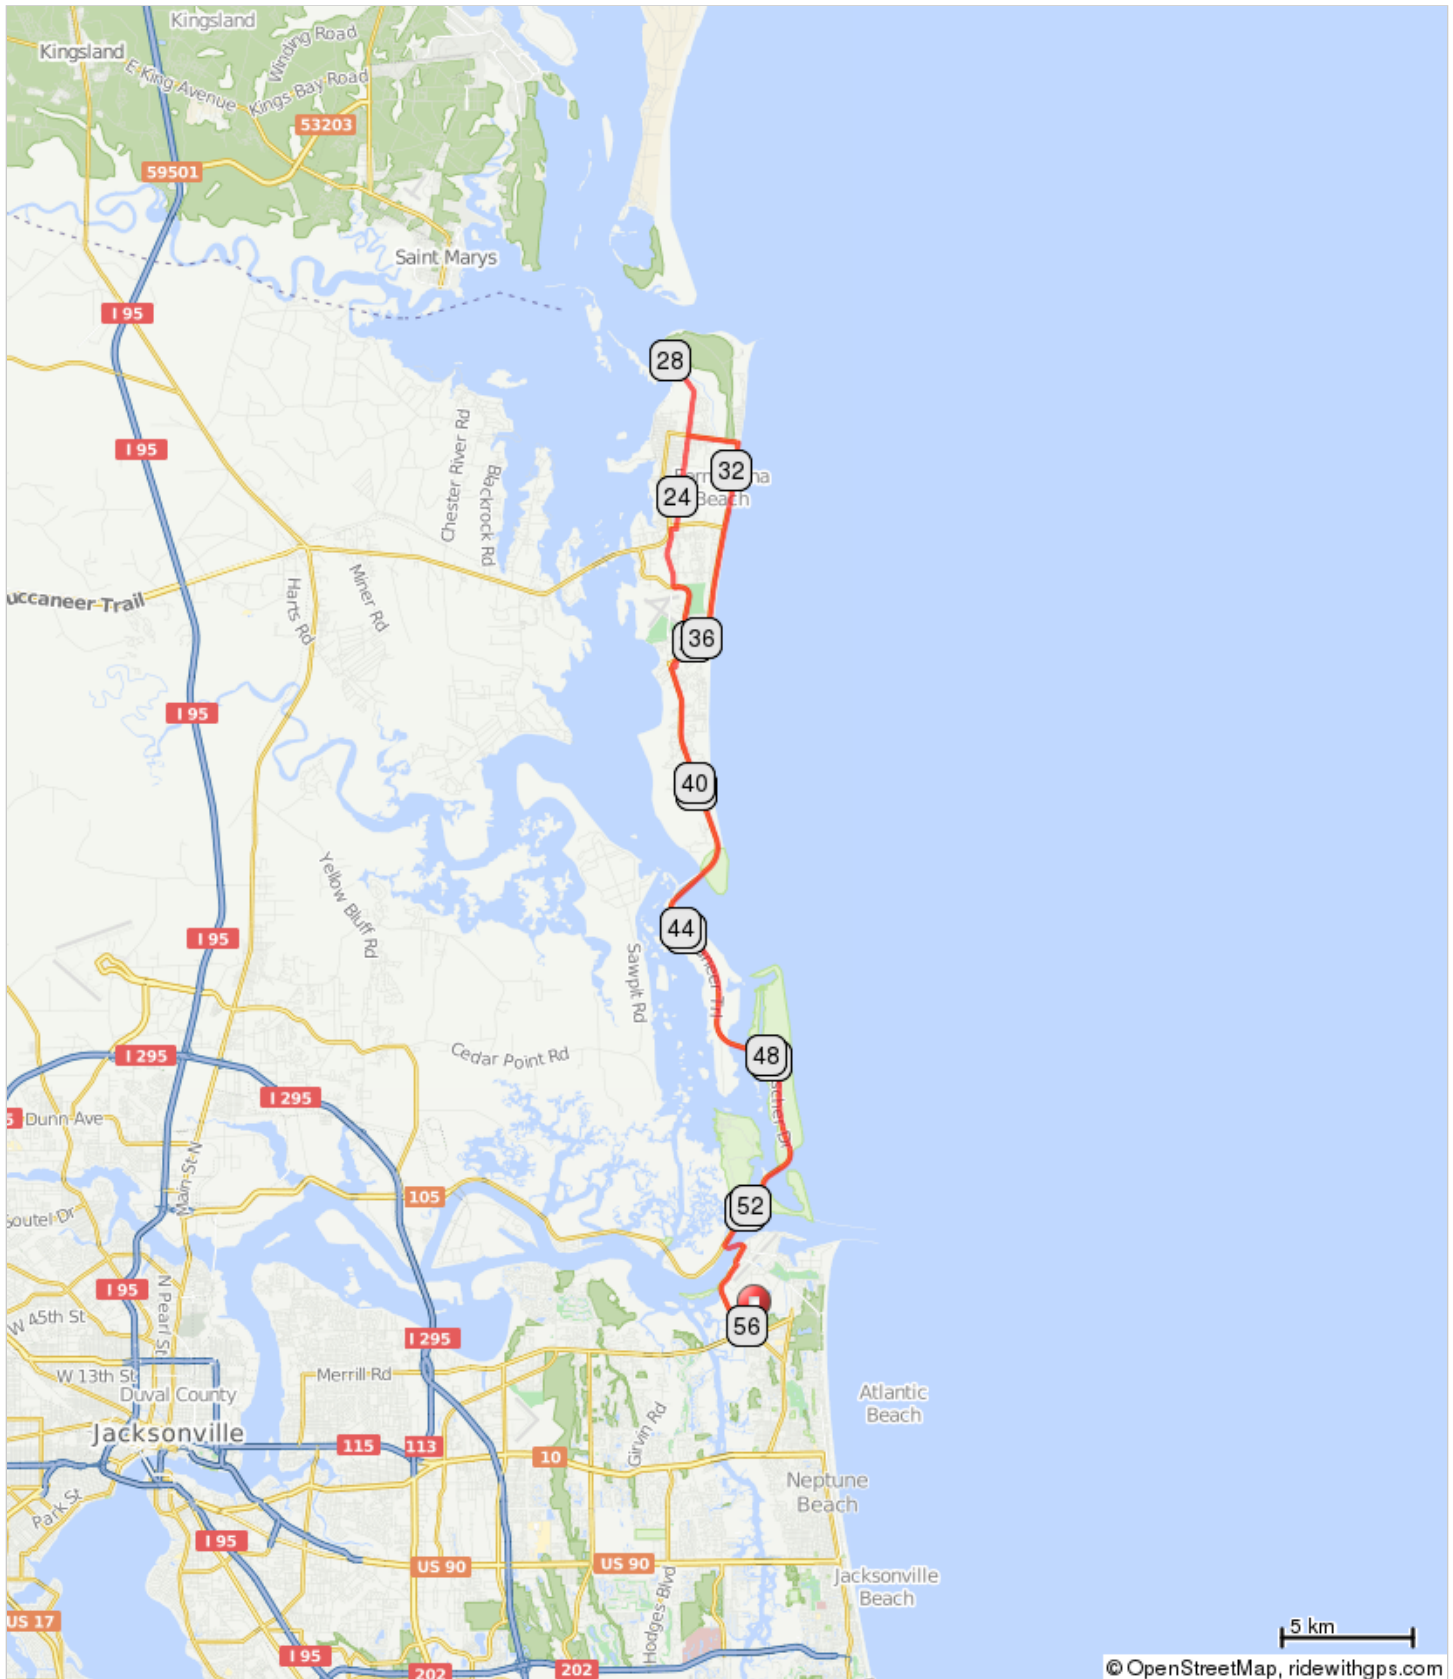 Kingsland
Kingsland
Winding Road
E King Avenue
Kings Bay Road
53203
59501
Saint Marys
I 95
28
I 95
Chester River Rd
Blackrock Rd
32
24
Beach
uccaneer Trail
Harts Rd
Miner Rd
36
I 95
40
Yellow Bluff Rd
44
I 95
Sawpit Rd
neer Trl
I 295
Cedar Point Rd
48
I 295
scher Dr
Dunn Ave
Main St N
105
52
Soutel Dr
I 95
N Pearl St
W 45th St
I 295
56
W 13th St
Merrill Rd
Duval County
Atlantic
Beach
Jacksonville
115
113
10
Girvin Rd
Neptune
Beach
Park St
I 95
US 90
US 90
Jacksonville
Beach
US 17
Hodges Blvd
5 km
I 95
202
202
© OpenStreetMap, ridewithgps.com